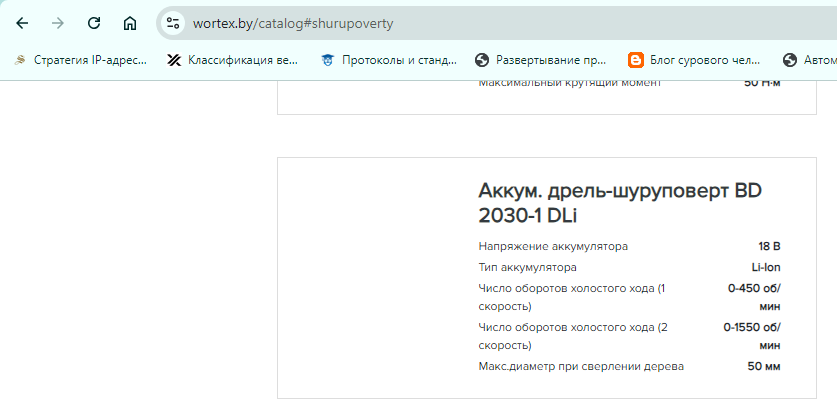 wortex.by/catalog#shurupoverty
Стратегия IP-адрес... Классификация ве... Протоколы и станд... Развертывание пр... Блог сурового чел... Автом
Максимальный крутящий момент 50 Н·м
Аккум. дрель-шуруповерт BD
2030-1 DLi
Напряжение аккумулятора 18 В
Тип аккумулятора Li-Ion
Число оборотов холостого хода (1 0-450 об/
скорость) мин
Число оборотов холостого хода (2 0-1550 об/
скорость) мин
Макс.диаметр при сверлении дерева 50 мм